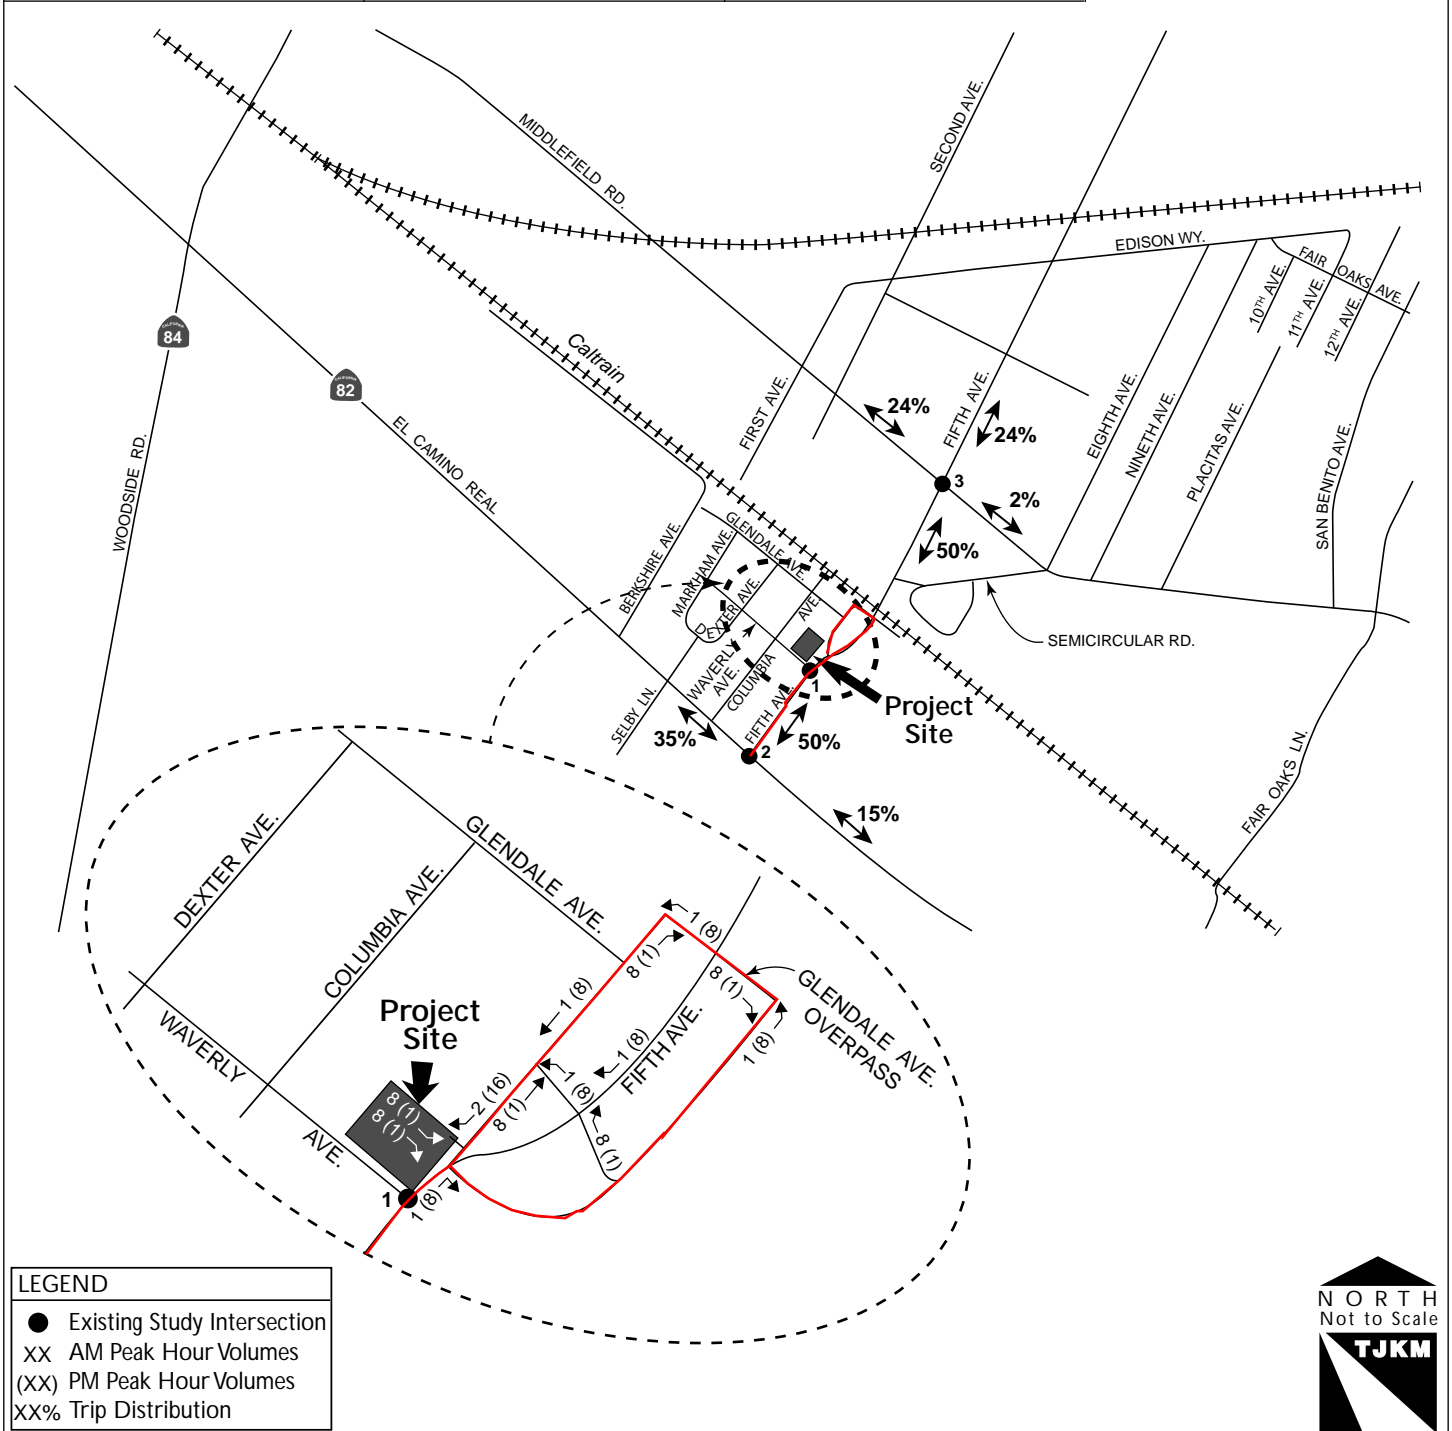 SECOND AVE.
MIDDLEFIELD RD.
EDISON WY.
FAIR OAKS AVE.
10TH AVE.
11TH AVE.
12TH AVE.
CALIFORNIA
84
Caltrain
CALIFORNIA
82
FIRST AVE.
FIFTH AVE.
EIGHTH AVE.
NINETH AVE.
PLACITAS AVE.
SAN BENITO AVE.
24%
24%
EL CAMINO REAL
WOODSIDE RD.
3
2%
50%
GLENDALE AVE.
BERKSHIRE AVE.
MARKHAM AVE.
DEXTER AVE.
WAVERLY AVE.
COLUMBIA AVE.
SELBY LN.
FIFTH AVE.
SEMICIRCULAR RD.
1
Project
Site
35%
50%
2
15%
FAIR OAKS LN.
DEXTER AVE.
GLENDALE AVE.
COLUMBIA AVE.
1 (8)
8 (1)
8 (1)
1 (8)
GLENDALE AVE.
OVERPASS
1 (8)
1 (8)
FIFTH AVE.
Project
Site
WAVERLY AVE.
2 (16)
8 (1)
1 (8)
8 (1)
8 (1)
8 (1)
1
1 (8)
LEGEND
Existing Study Intersection
XX AM Peak Hour Volumes
(XX) PM Peak Hour Volumes
XX% Trip Distribution
NORTH
Not to Scale
TJKM